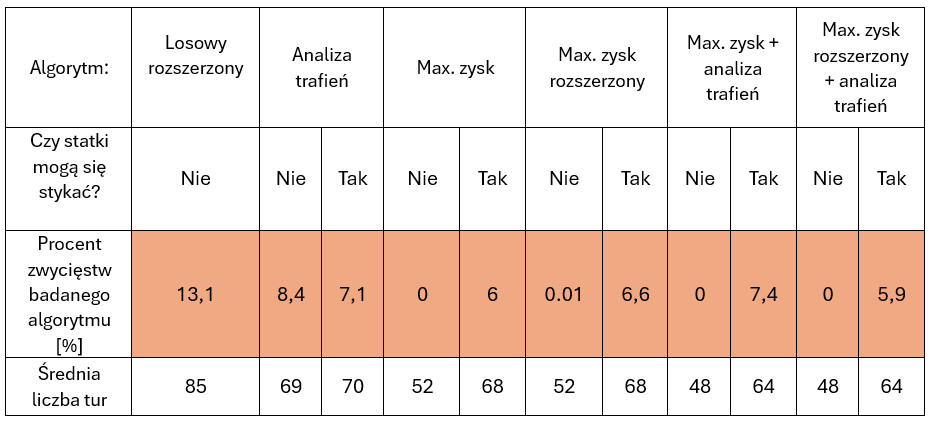 Algorytm:
Losowy
rozszerzony
Analiza
trafień
Max. zysk
Max. zysk
rozszerzony
Max. zysk +
analiza
trafień
Max. zysk
rozszerzony
+ analiza
trafień
Czy statki
mogą się
stykać?
Nie
Nie
Tak
Nie
Tak
Nie
Tak
Nie
Tak
Nie
Tak
Procent
zwycięstw
badanego
algorytmu
[%]
13,1
8,4
7,1
0
6
0.01
6,6
0
7,4
0
5,9
Średnia
liczba tur
85
69
70
52
68
52
68
48
64
48
64